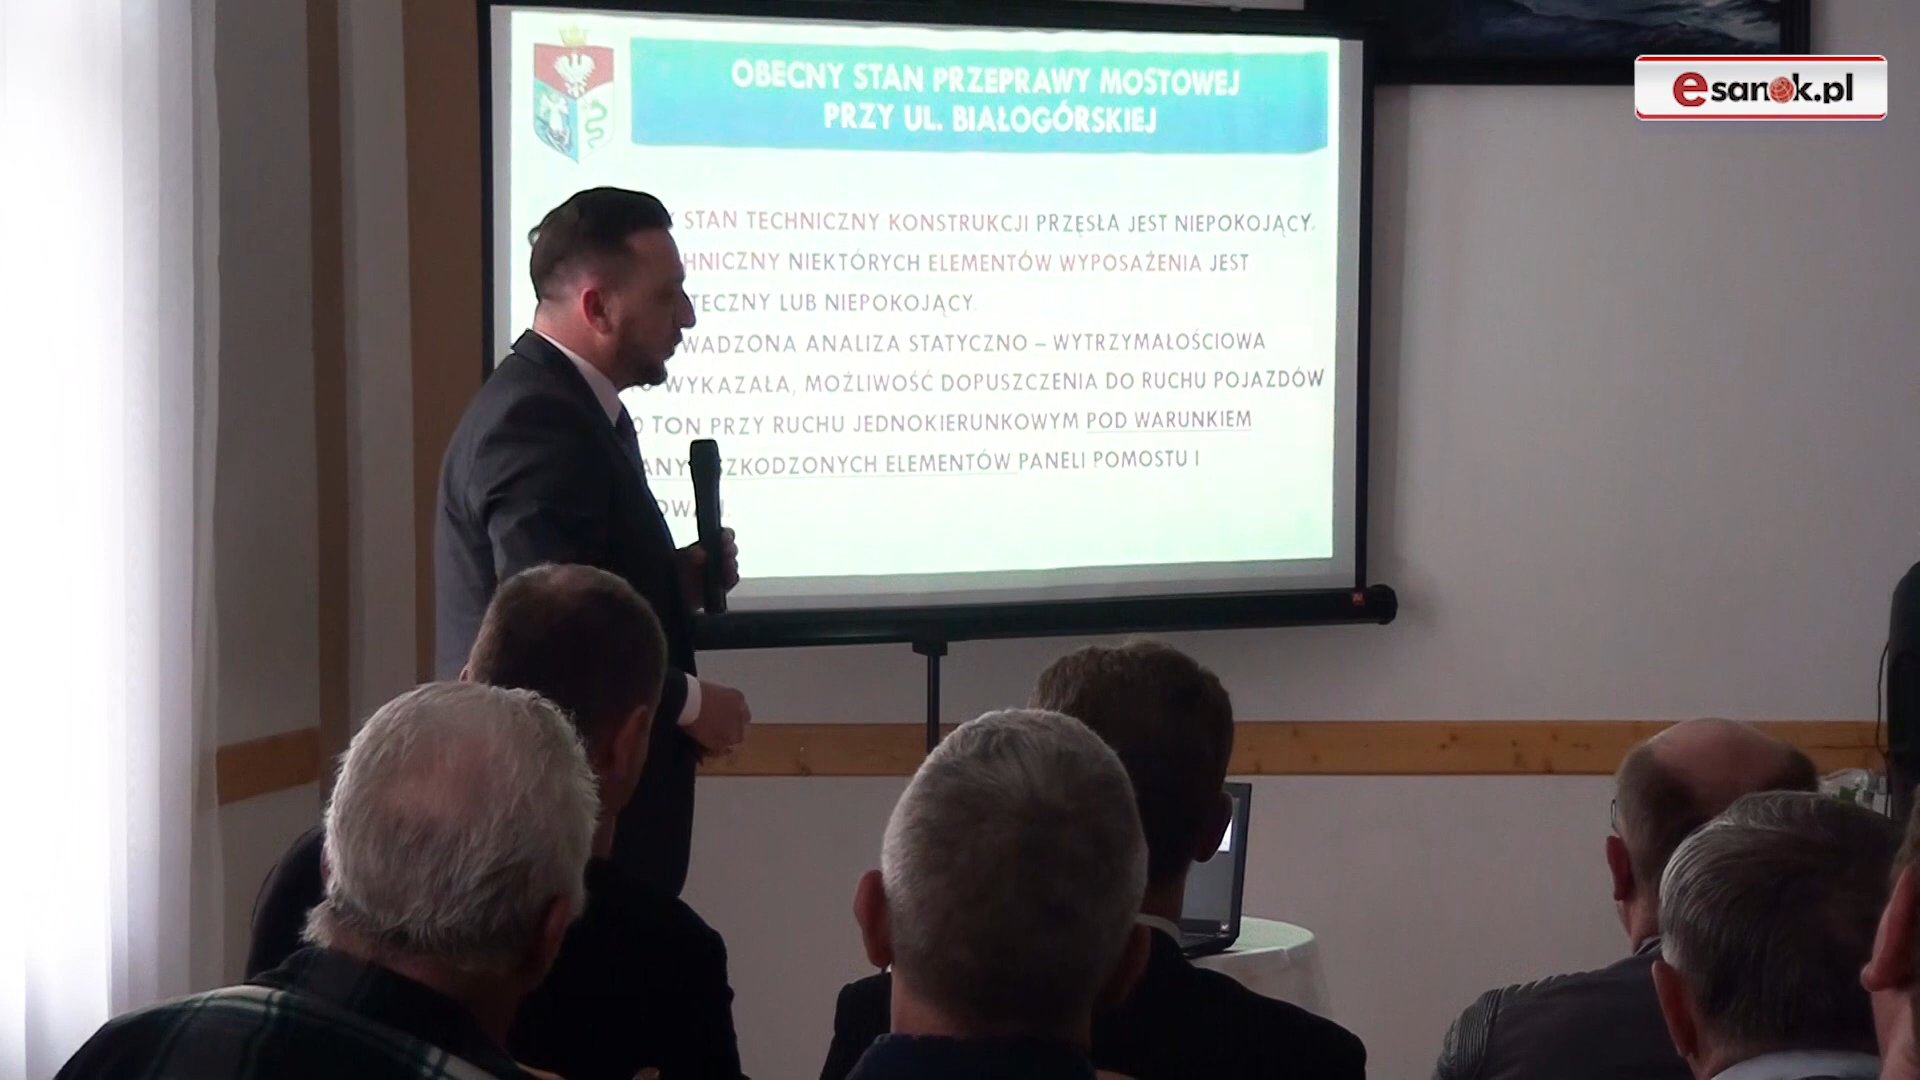 esanok.pl
OBECNY STAN PRZEPRAWY MOSTOWEJ
PRZY UL. BIAŁOGÓRSKIEJ
STAN TECHNICZNY KONSTRUKCJI PRZĘSŁA JEST NIEPOKOJĄCY.
HNICZNY NIEKTÓRYCH ELEMENTÓW WYPOSAŻENIA JEST
TECZNY LUB NIEPOKOJĄCY.
WADZONA ANALIZA STATYCZNO – WYTRZYMAŁOŚCIOWA
WYKAZAŁA, MOŻLIWOŚĆ DOPUSZCZENIA DO RUCHU POJAZDÓW
0 TON PRZY RUCHU JEDNOKIERUNKOWYM POD WARUNKIEM
ANY SZKODZONYCH ELEMENTÓW PANELI POMOSTU I